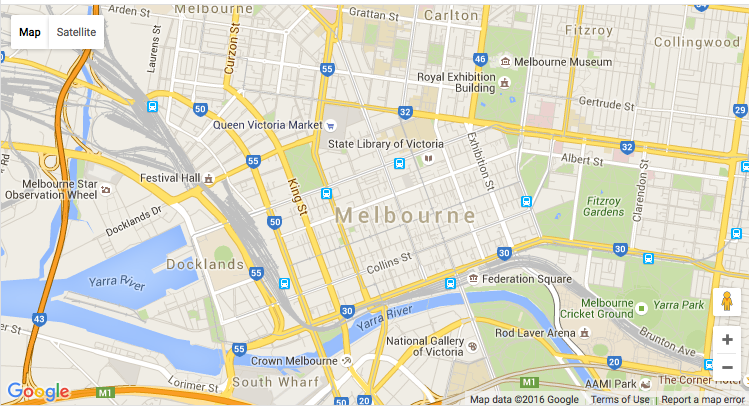 Melbourne
Arden St
Grattan St
Carlton
Fitzroy
Collingwood
Map
Satellite
Laurens St
Curzon St
55
46
Melbourne Museum
Royal Exhibition
Building
Gertrude St
50
32
29
Queen Victoria Market
State Library of Victoria
Exhibition St
32
Albert St
55
Festival Hall
Melbourne Star
Observation Wheel
King St
Clarendon St
Fitzroy
Gardens
Rd
Docklands Dr
50
Melbourne
30
30
Docklands
Collins St
55
Yarra River
Federation Square
Melbourne
Cricket Ground
Yarra Park
43
30
Yarra River
Rod Laver Arena
Brunton Ave
National Gallery
of Victoria
55
Crown Melbourne
20
+
−
Lorimer St
South Wharf
AAMI Park
The Corner Hotel
Google
M1
M1
Map data ©2016 Google
Terms of Use
Report a map error